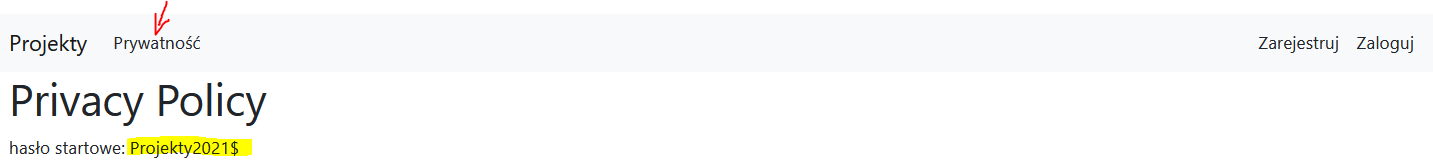 Projekty Prywatność Zarejestruj Zaloguj
Privacy Policy
hasło startowe: Projekty2021$